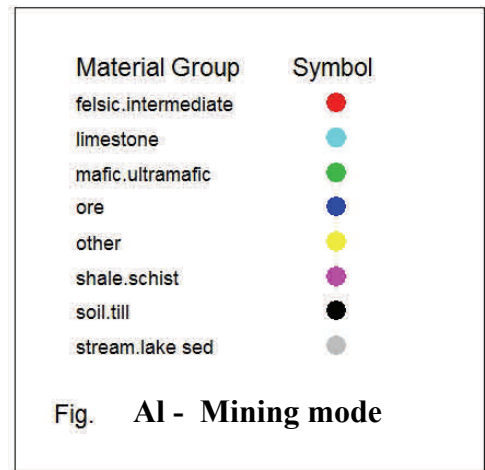 Material Group Symbol
felsic.intermediate
limestone
mafic.ultramafic
ore
other
shale.schist
soil.till
stream.lake sed
Fig. Al - Mining mode